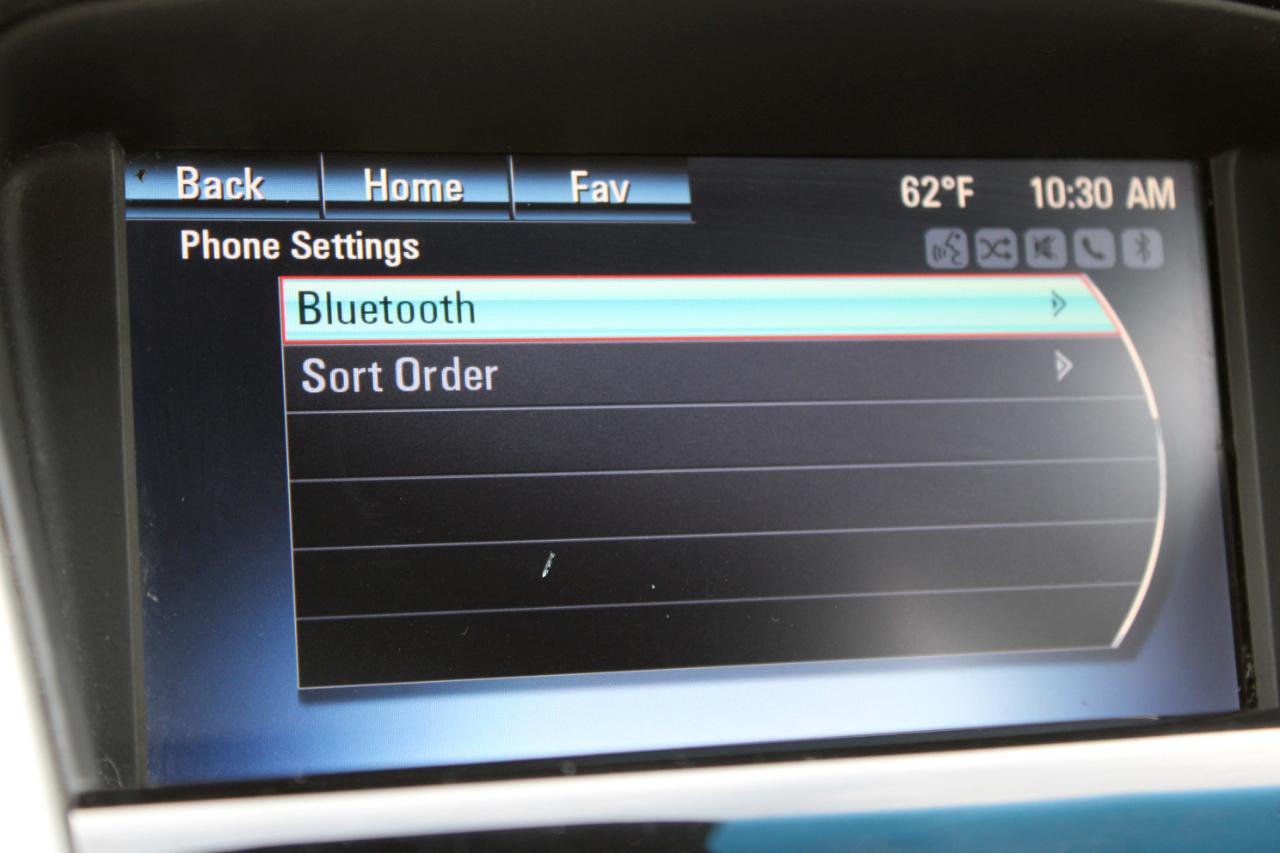 Back Home Fav 62°F 10:30 AM
Phone Settings
Bluetooth
Sort Order